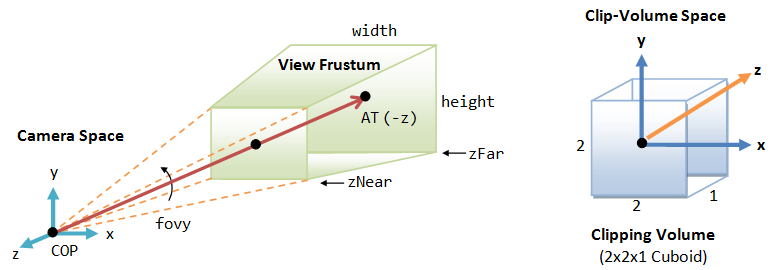 width
View Frustum
height
AT(-z)
Camera Space
zFar
y
zNear
fovy
x
z
COP
Clip-Volume Space
y
z
x
2
2
1
Clipping Volume
(2x2x1 Cuboid)